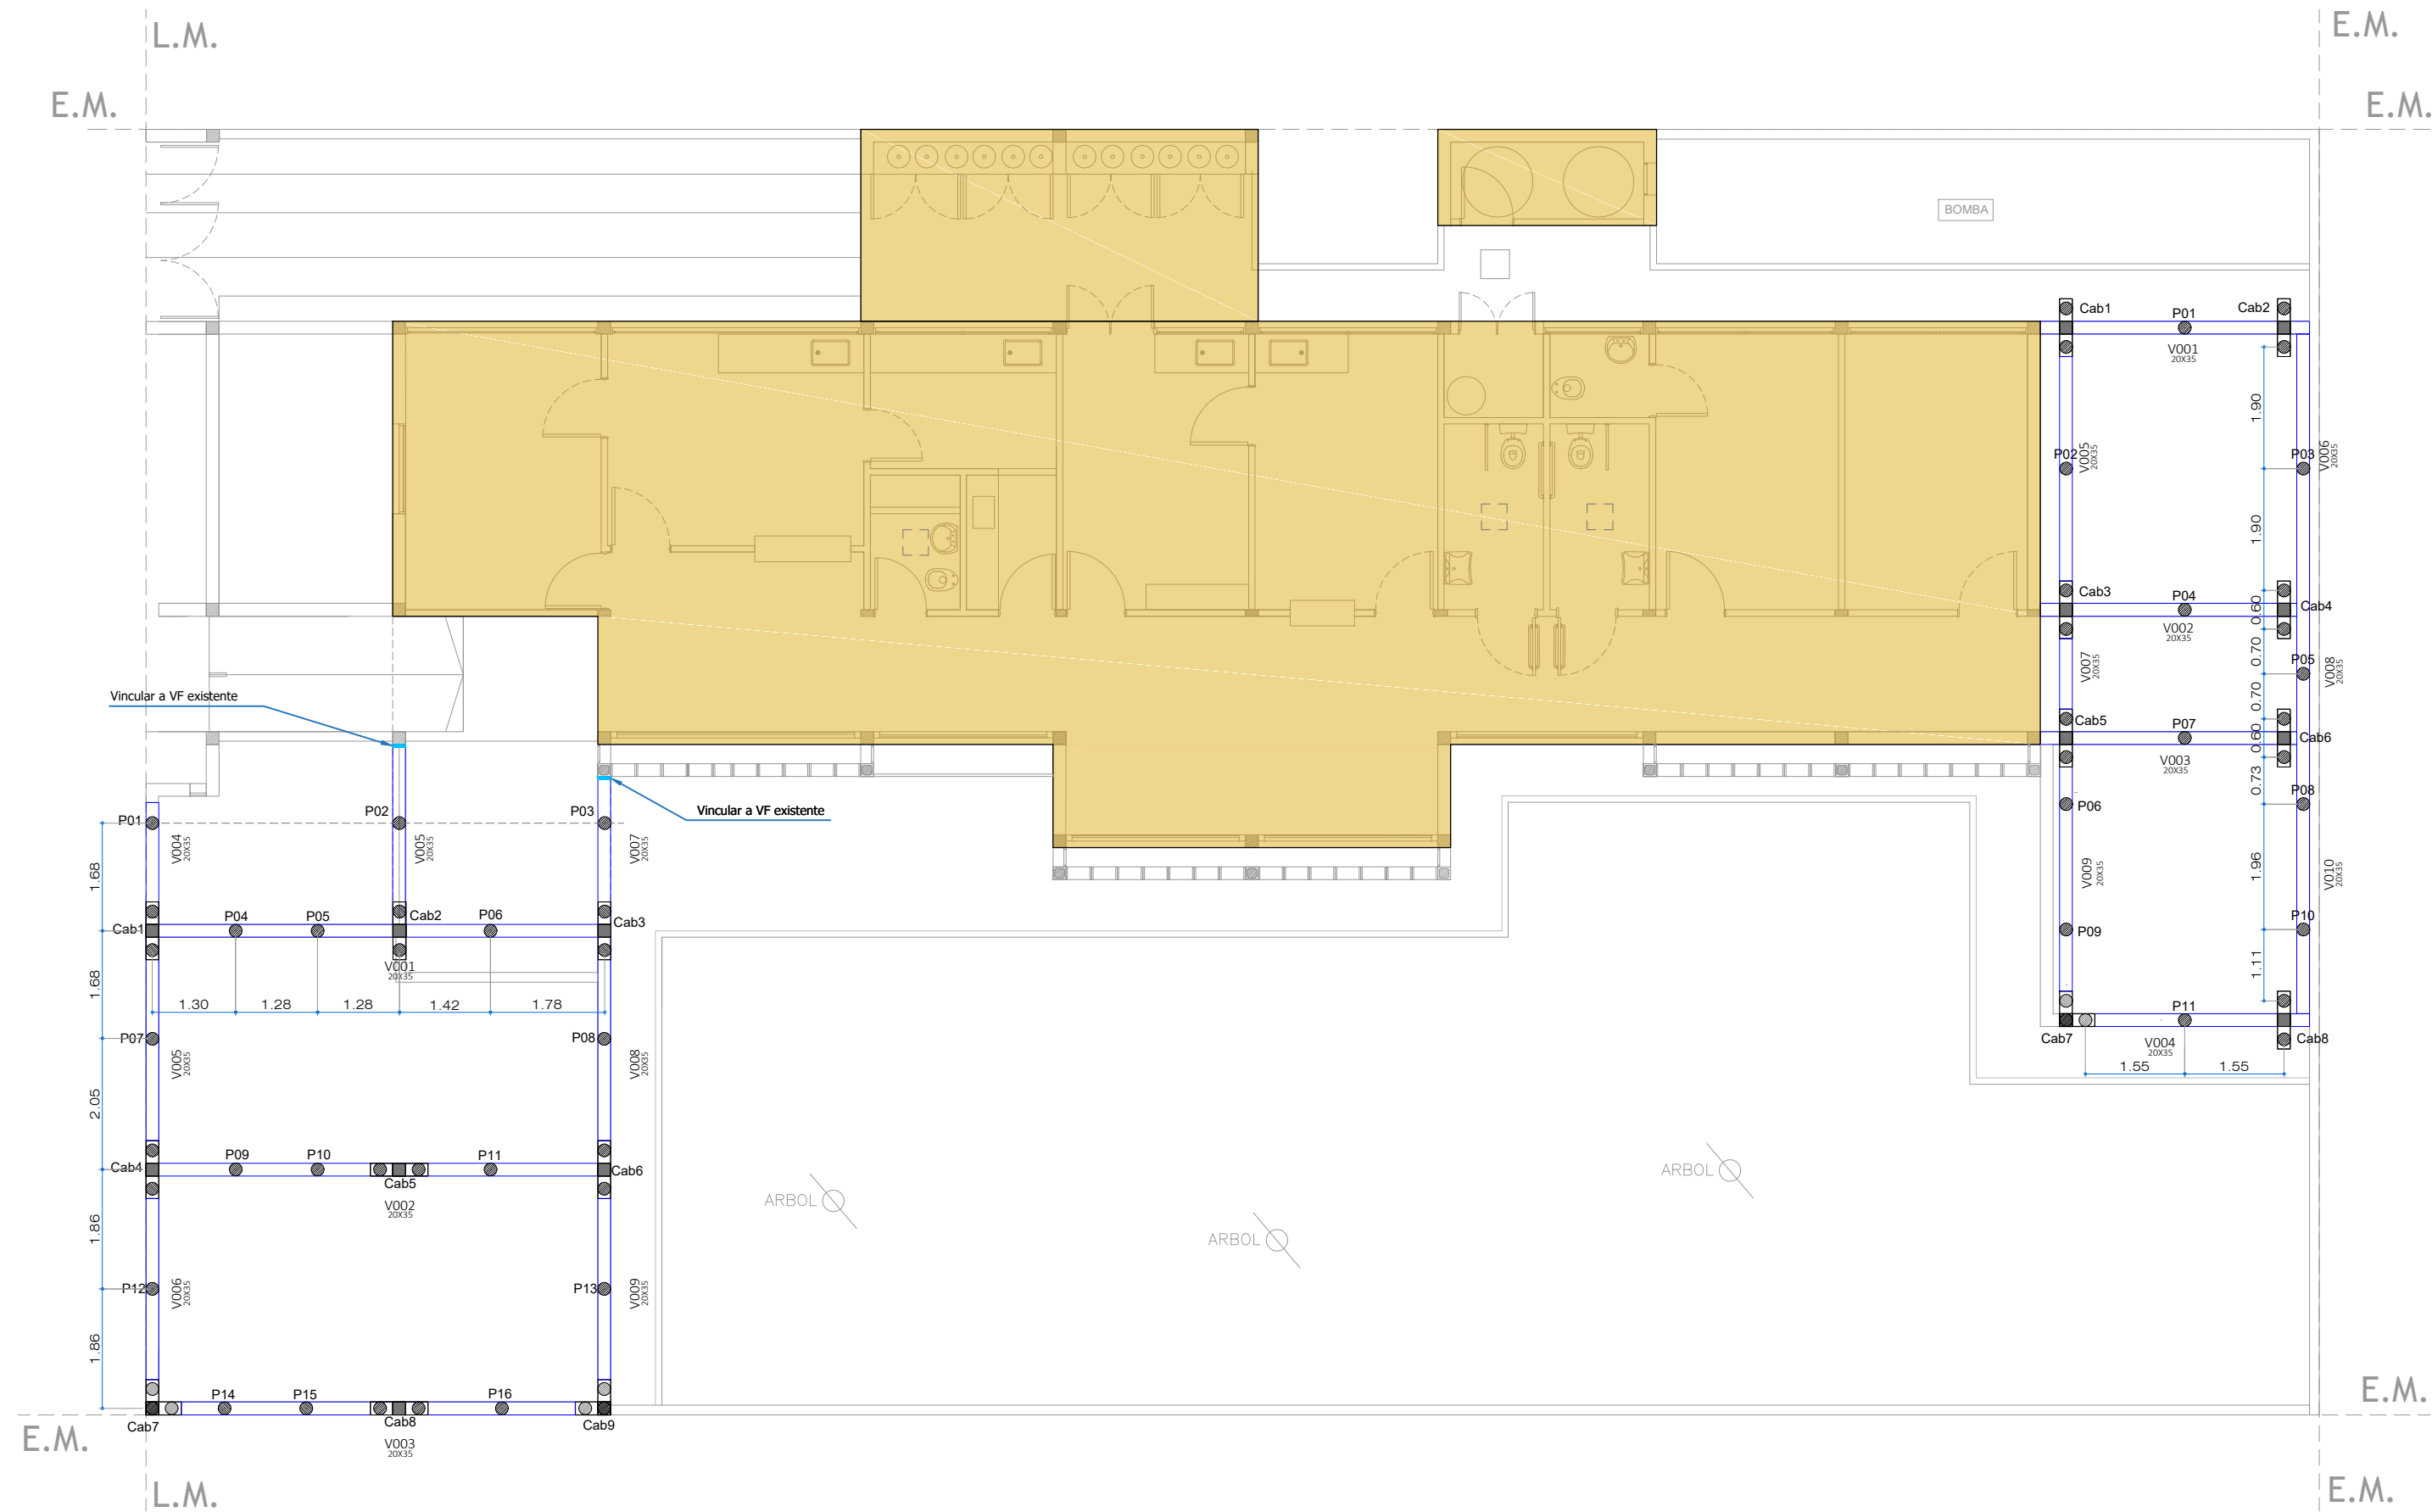 L.M.
E.M.
E.M.
E.M.
BOMBA
Cab1
P01
Cab2
V001
20X35
1.90
P02
V005
20X35
P03
V006
20X35
1.90
Cab3
P04
0.60
Cab4
V002
20X35
0.70
V007
20X35
P05
V008
20X35
0.70
Cab5
P07
0.60
Cab6
V003
20X35
0.73
P06
P08
V009
20X35
1.96
V010
20X35
P09
P10
1.11
P11
Cab7
V004
20X35
Cab8
1.55
1.55
Vincular a VF existente
Vincular a VF existente
P01
P02
P03
V004
20X35
V005
20X35
V007
20X35
1.68
Cab1
P04
P05
Cab2
P06
Cab3
V001
20X35
1.68
1.30
1.28
1.28
1.42
1.78
P07
P08
V005
20X35
V008
20X35
2.05
Cab4
P09
P10
Cab5
P11
Cab6
V002
20X35
1.86
P12
V006
20X35
P13
V009
20X35
1.86
P14
P15
P16
Cab7
Cab8
Cab9
V003
20X35
ARBOL
ARBOL
ARBOL
E.M.
E.M.
L.M.
E.M.